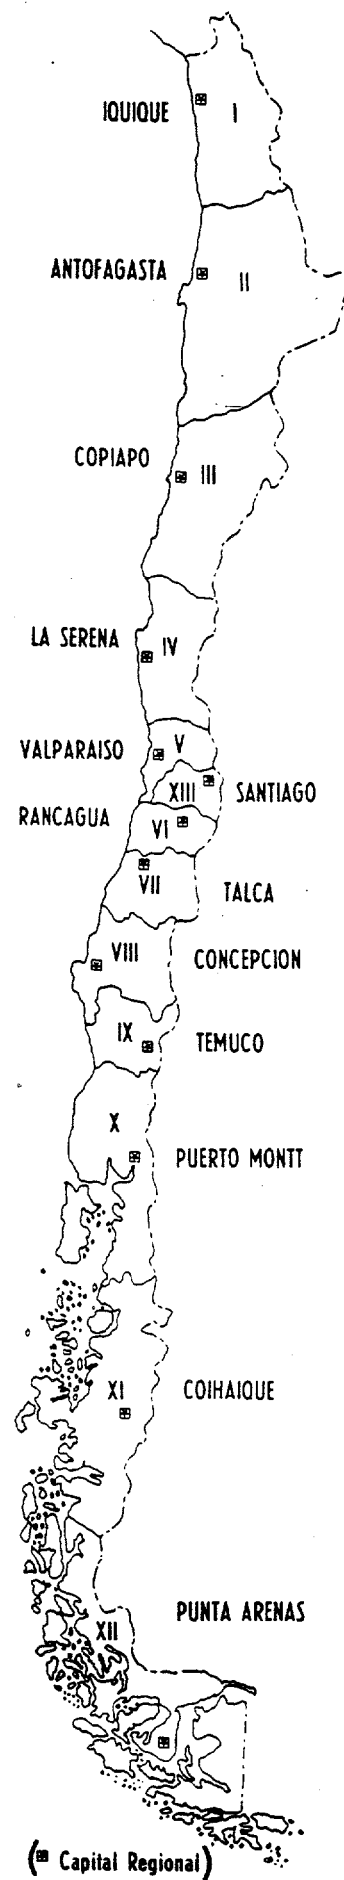 IQUIQUE I
ANTOFAGASTA II
COPIAPO III
LA SERENA IV
VALPARAISO V
XIII SANTIAGO
RANCAGUA VI
VII TALCA
VIII CONCEPCION
IX TEMUCO
X
PUERTO MONTT
XI COIHAIQUE
PUNTA ARENAS
XII
(Capital Regional)